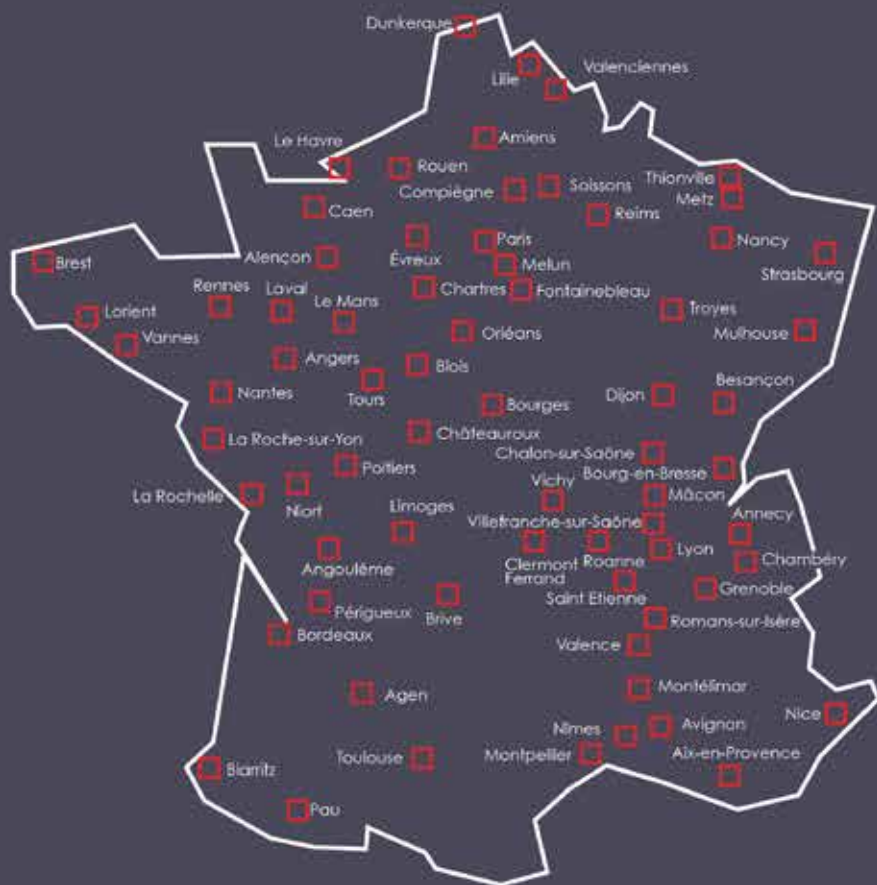 Dunkerque
Lille
Valenciennes
Amiens
Le Havre
Rouen
Compiègne
Soissons
Thionville
Metz
Reims
Caen
Paris
Nancy
Évreux
Alençon
Melun
Strasbourg
Brest
Rennes
Laval
Le Mans
Chartres
Fontainebleau
Troyes
Lorient
Vannes
Orléans
Mulhouse
Angers
Blois
Tours
Nantes
Bourges
Dijon
Besançon
La Roche-sur-Yon
Châteauroux
Chalon-sur-Saône
Poitiers
Bourg-en-Bresse
Vichy
Mâcon
La Rochelle
Niort
Limoges
Villefranche-sur-Saône
Annecy
Angoulême
Clermont
Ferrand
Roanne
Lyon
Chambéry
Saint Etienne
Grenoble
Périgueux
Brive
Romans-sur-Isère
Bordeaux
Valence
Agen
Montélimar
Nice
Nîmes
Avignon
Toulouse
Montpellier
Aix-en-Provence
Biarritz
Pau